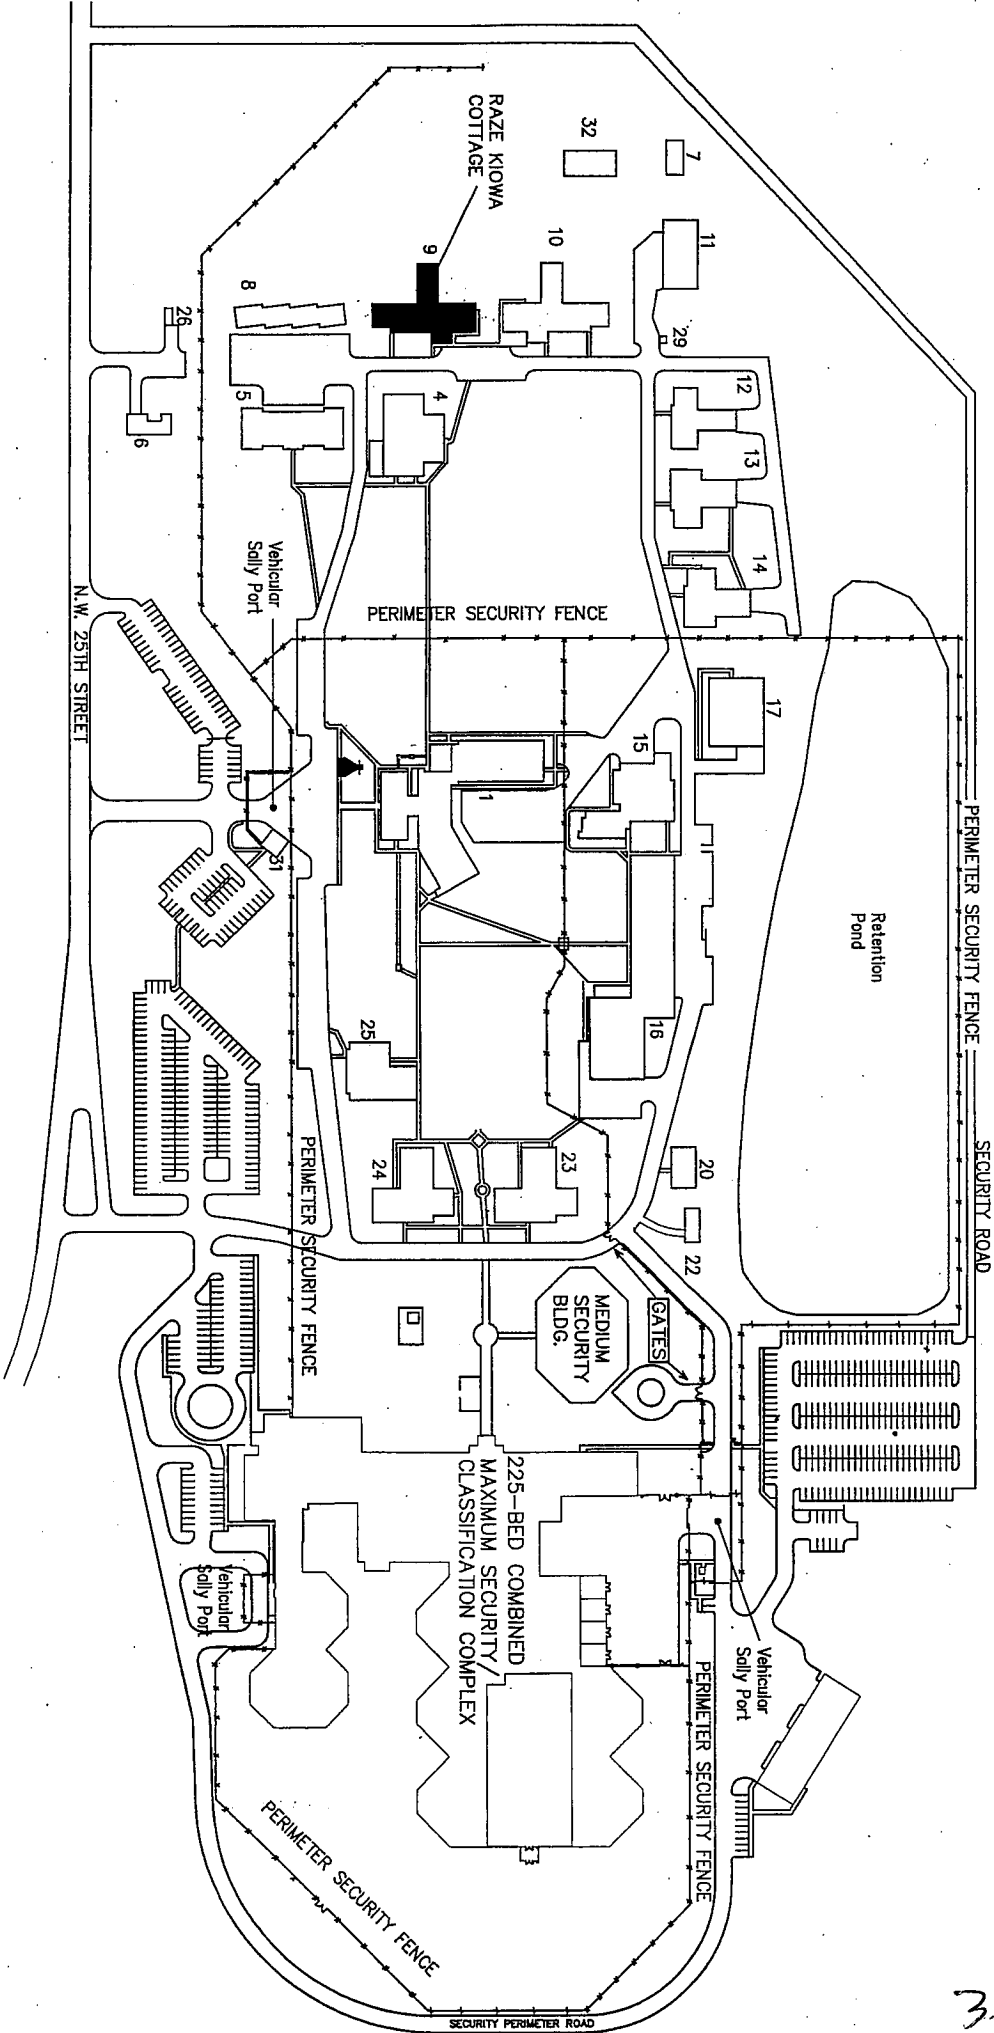 RAZE KIOWA
COTTAGE
32
7
11
10
9
8
29
26
6
5
4
12
13
14
Vehicular
Sally Port
PERIMETER SECURITY FENCE
N.W. 25TH STREET
17
15
1
31
PERIMETER SECURITY FENCE
Retention
Pond
SECURITY ROAD
16
25
20
22
23
24
PERIMETER SECURITY FENCE
GATES
MEDIUM
SECURITY
BLDG.
225-BED COMBINED
MAXIMUM SECURITY
CLASSIFICATION COMPLEX
Vehicular
Sally Port
Vehicular
Sally Port
PERIMETER SECURITY FENCE
PERIMETER SECURITY FENCE
SECURITY PERIMETER ROAD
3.